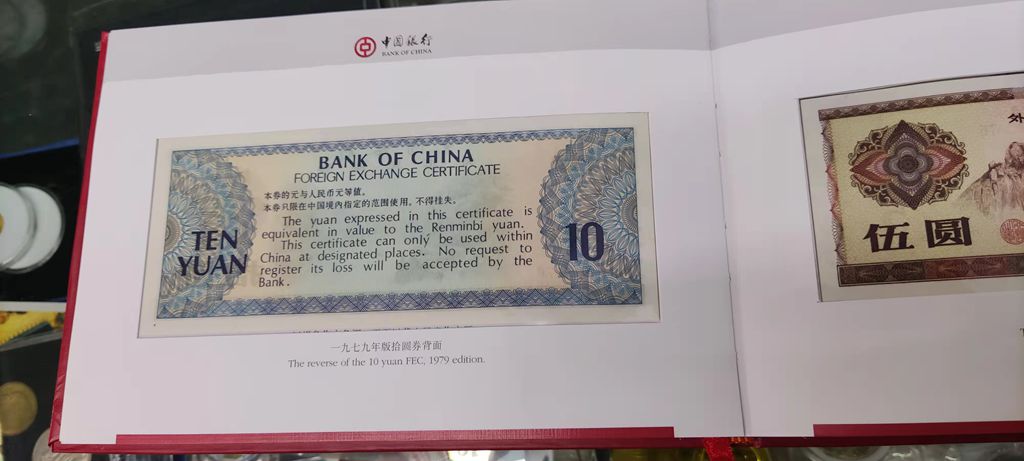 中国银行
BANK OF CHINA
BANK OF CHINA
FOREIGN EXCHANGE CERTIFICATE
本券的元与人民币元等值。
本券只限在中国境内指定的范围使用。不得挂失。
The yuan expressed in this certificate is
equivalent in value to the Renminbi yuan.
This certificate can only be used within
China at designated places. No request to
register its loss will be accepted by the
Bank.
TEN
YUAN
10
一九七九年版拾圆券背面
The reverse of the 10 yuan FEC, 1979 edition.
外
伍圆